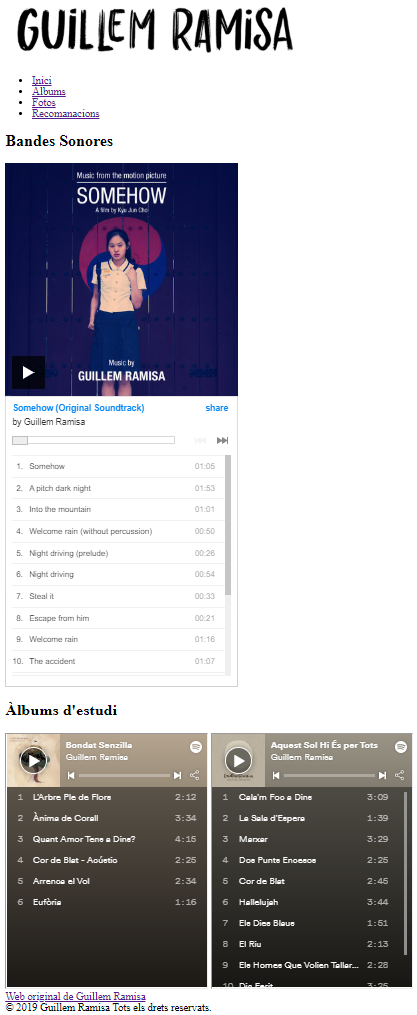 GUILLEM RAMISA
Inici
Àlbums
Fotos
Recomanacions
Bandes Sonores
Music from the motion picture
SOMEHOW
A film by Kyu Jun Cho
Music by
GUILLEM RAMISA
Somehow (Original Soundtrack) share
by Guillem Ramisa
1. Somehow 01:05
2. A pitch dark night 01:53
3. Into the mountain 01:01
4. Welcome rain (without percussion) 00:50
5. Night driving (prelude) 00:26
6. Night driving 00:54
7. Steal it 00:33
8. Escape from him 00:21
9. Welcome rain 01:16
10. The accident 01:07
Àlbums d'estudi
Bondat Senzilla
Guillem Ramisa
1 L'Arbre Ple de Flors 2:12
2 Ànima de Corall 3:34
3 Quant Amor Tens a Dins? 4:15
4 Cor de Blat - Acústic 2:25
5 Arrenca el Vol 2:34
6 Eufòria 1:16
Aquest Sol Hi És per Tots
Guillem Ramisa
1 Cala'm Foc a Dins 3:09
2 La Sala d'Espera 1:39
3 Marxar 3:29
4 Dos Punts Encesos 2:25
5 Cor de Blat 2:45
6 Hallelujah 3:44
7 Els Dies Blaus 1:51
8 El Riu 2:13
9 Els Homes Que Volien Tallar... 2:28
10 Dic Esrit 3:25
Web original de Guillem Ramisa
© 2019 Guillem Ramisa Tots els drets reservats.